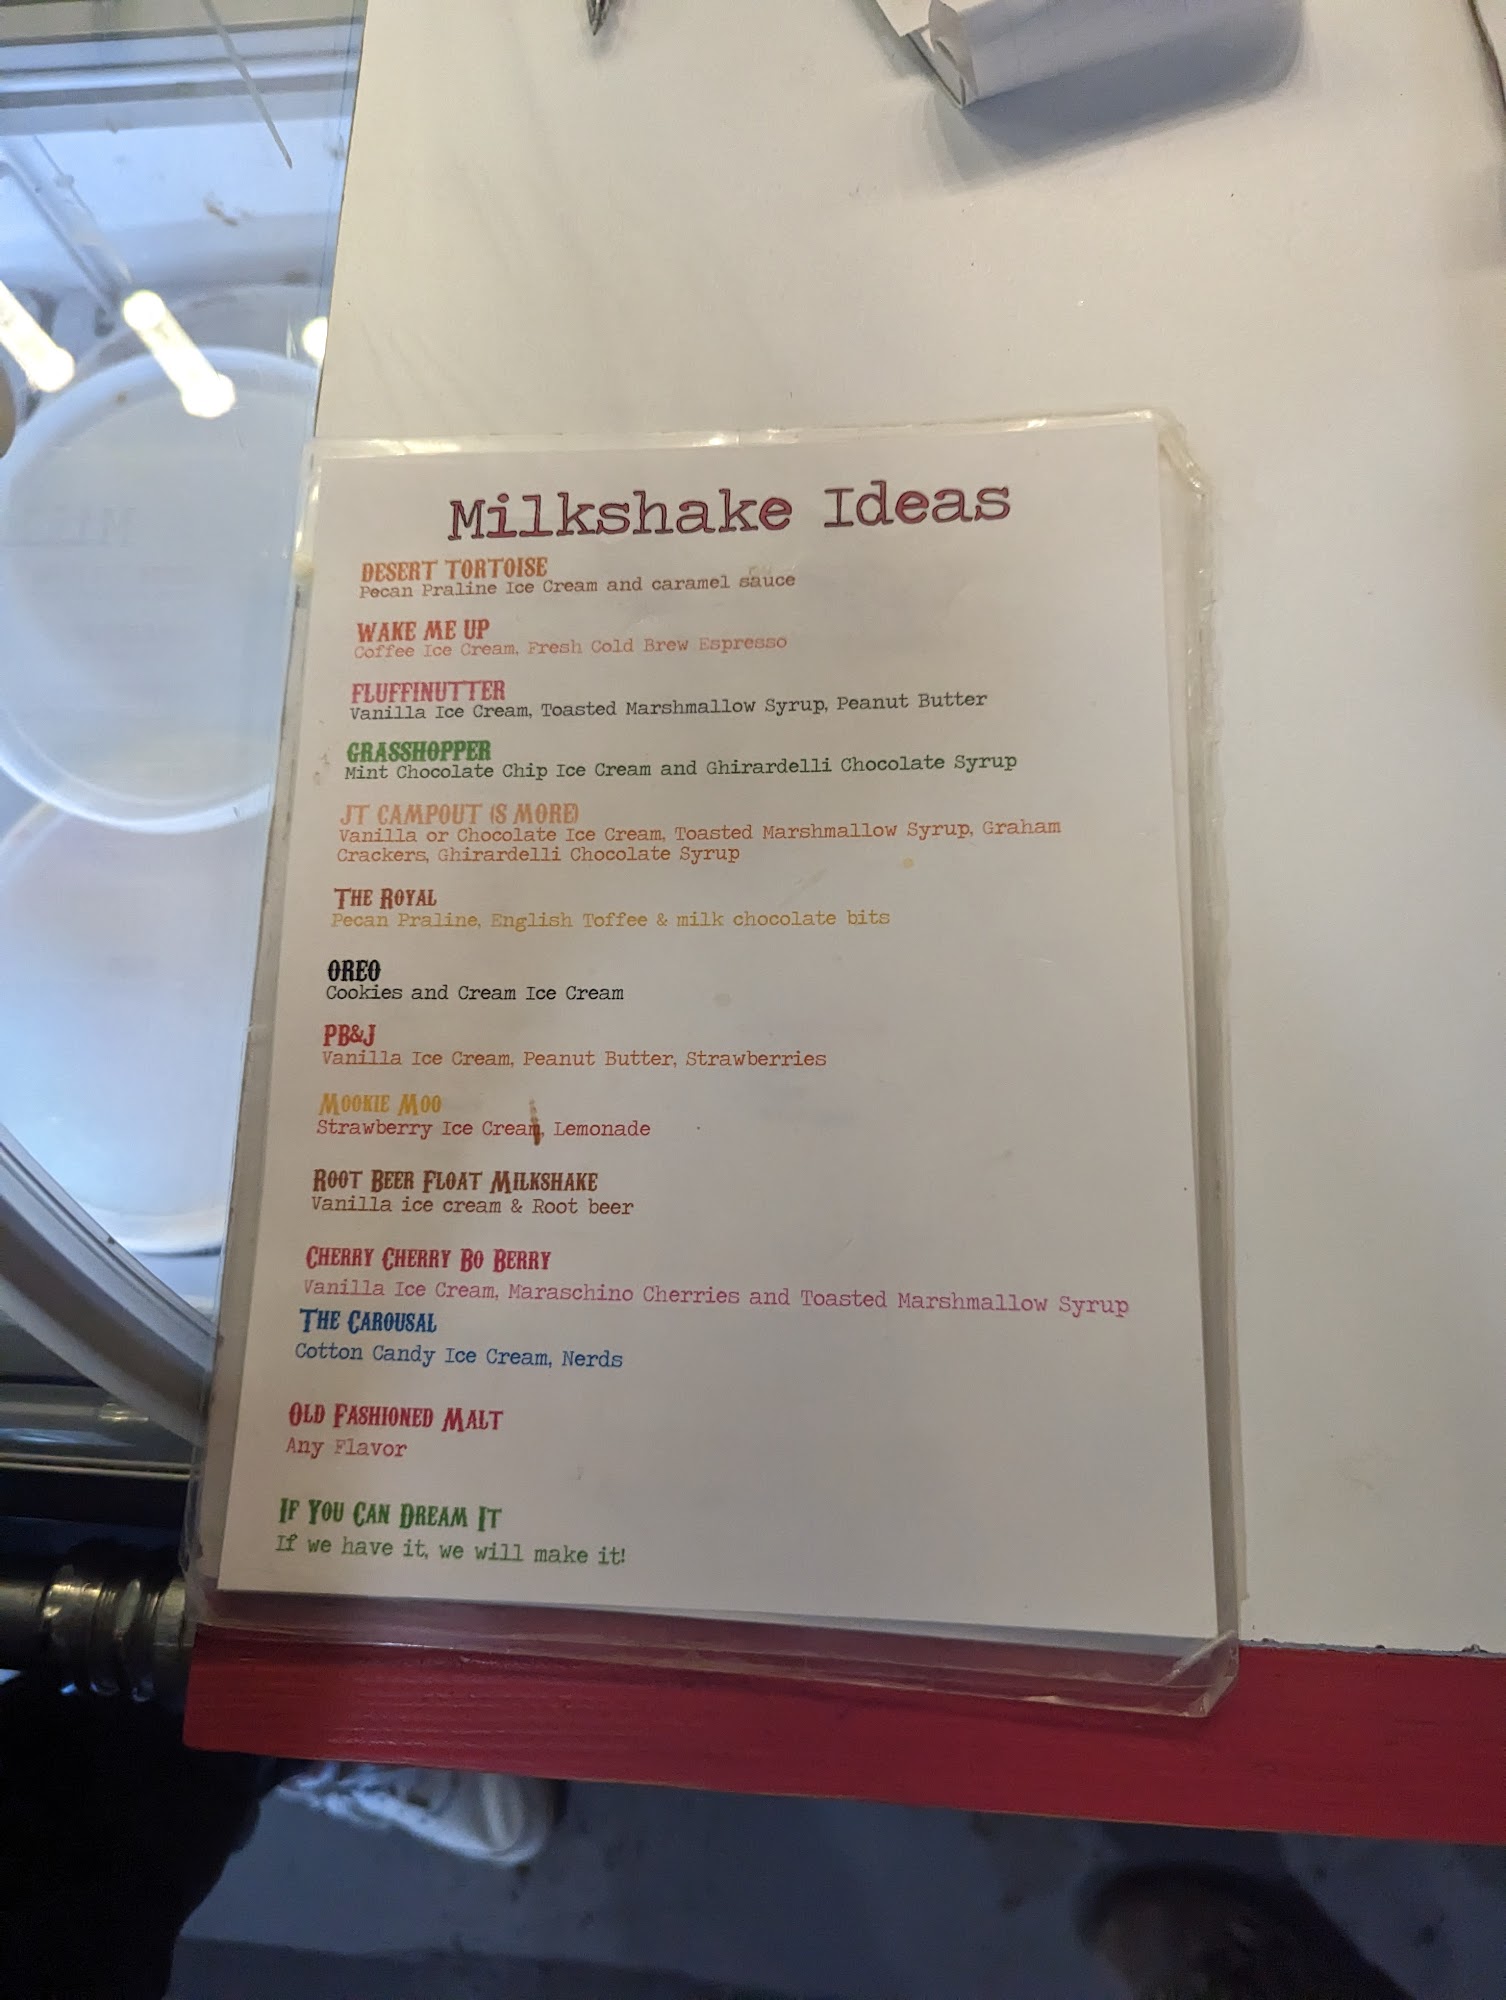 Milkshake Ideas
DESERT TORTOISE
Pecan Praline Ice Cream and caramel sauce
WAKE ME UP
Coffee Ice Cream, Fresh Cold Brew Espresso
FLUFFINUTTER
Vanilla Ice Cream, Toasted Marshmallow Syrup, Peanut Butter
GRASSHOPPER
Mint Chocolate Chip Ice Cream and Ghirardelli Chocolate Syrup
JT CAMPOUT (S MORE)
Vanilla or Chocolate Ice Cream, Toasted Marshmallow Syrup, Graham
Crackers, Ghirardelli Chocolate Syrup
THE ROYAL
Pecan Praline, English Toffee & milk chocolate bits
OREO
Cookies and Cream Ice Cream
PB&J
Vanilla Ice Cream, Peanut Butter, Strawberries
MOOKIE MOO
Strawberry Ice Cream, Lemonade
ROOT BEER FLOAT MILKSHAKE
Vanilla ice cream & Root beer
CHERRY CHERRY BO BERRY
Vanilla Ice Cream, Maraschino Cherries and Toasted Marshmallow Syrup
THE CAROUSAL
Cotton Candy Ice Cream, Nerds
OLD FASHIONED MALT
Any Flavor
IF YOU CAN DREAM IT
If we have it, we will make it!